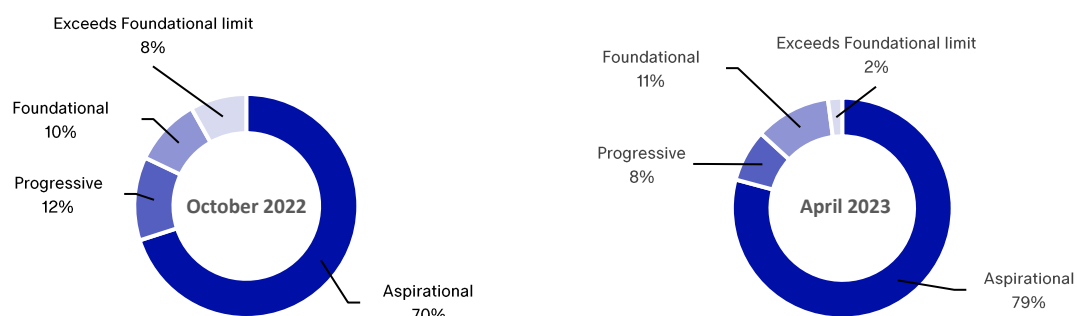 Exceeds Foundational limit
8%
Foundational
10%
Progressive
12%
October 2022
Aspirational
70%
Exceeds Foundational limit
2%
Foundational
11%
Progressive
8%
April 2023
Aspirational
79%